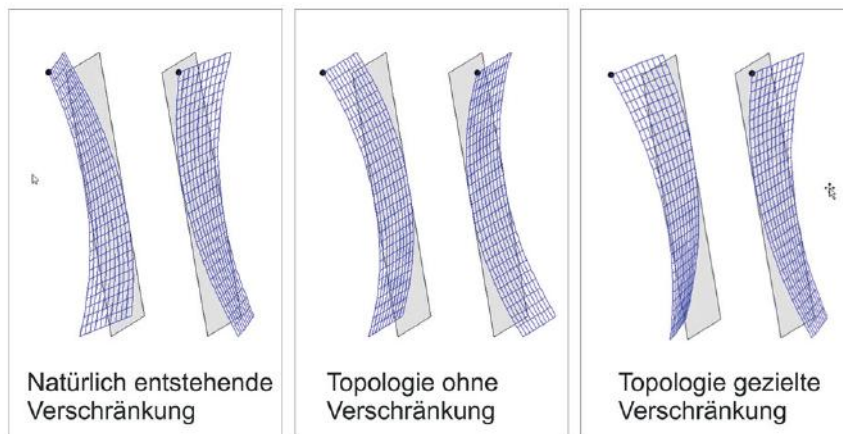 Natürlich entstehende
Verschränkung
Topologie ohne
Verschränkung
Topologie gezielte
Verschränkung